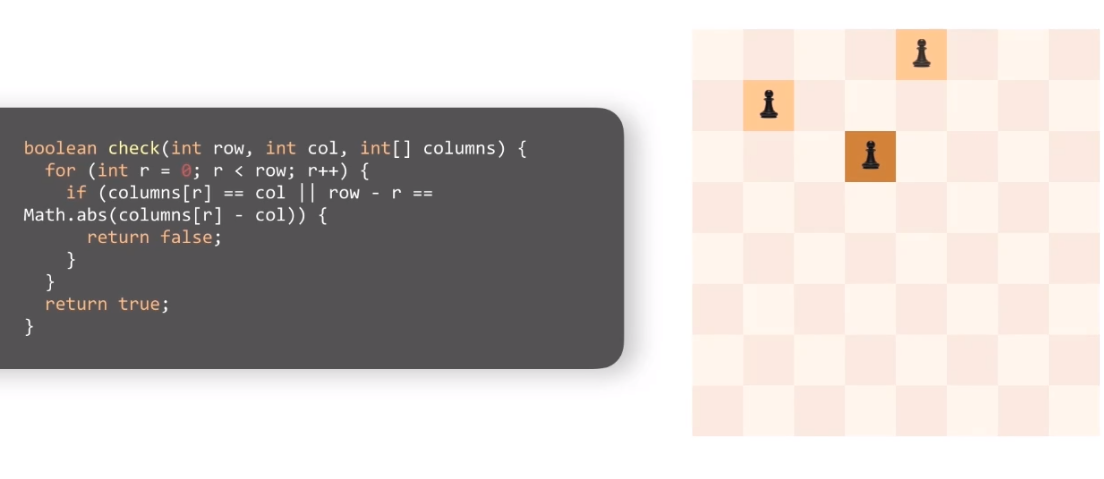 boolean check(int row, int col, int[] columns) {
  for (int r = 0; r < row; r++) {
    if (columns[r] == col || row - r ==
Math.abs(columns[r] - col)) {
      return false;
    }
  }
  return true;
}